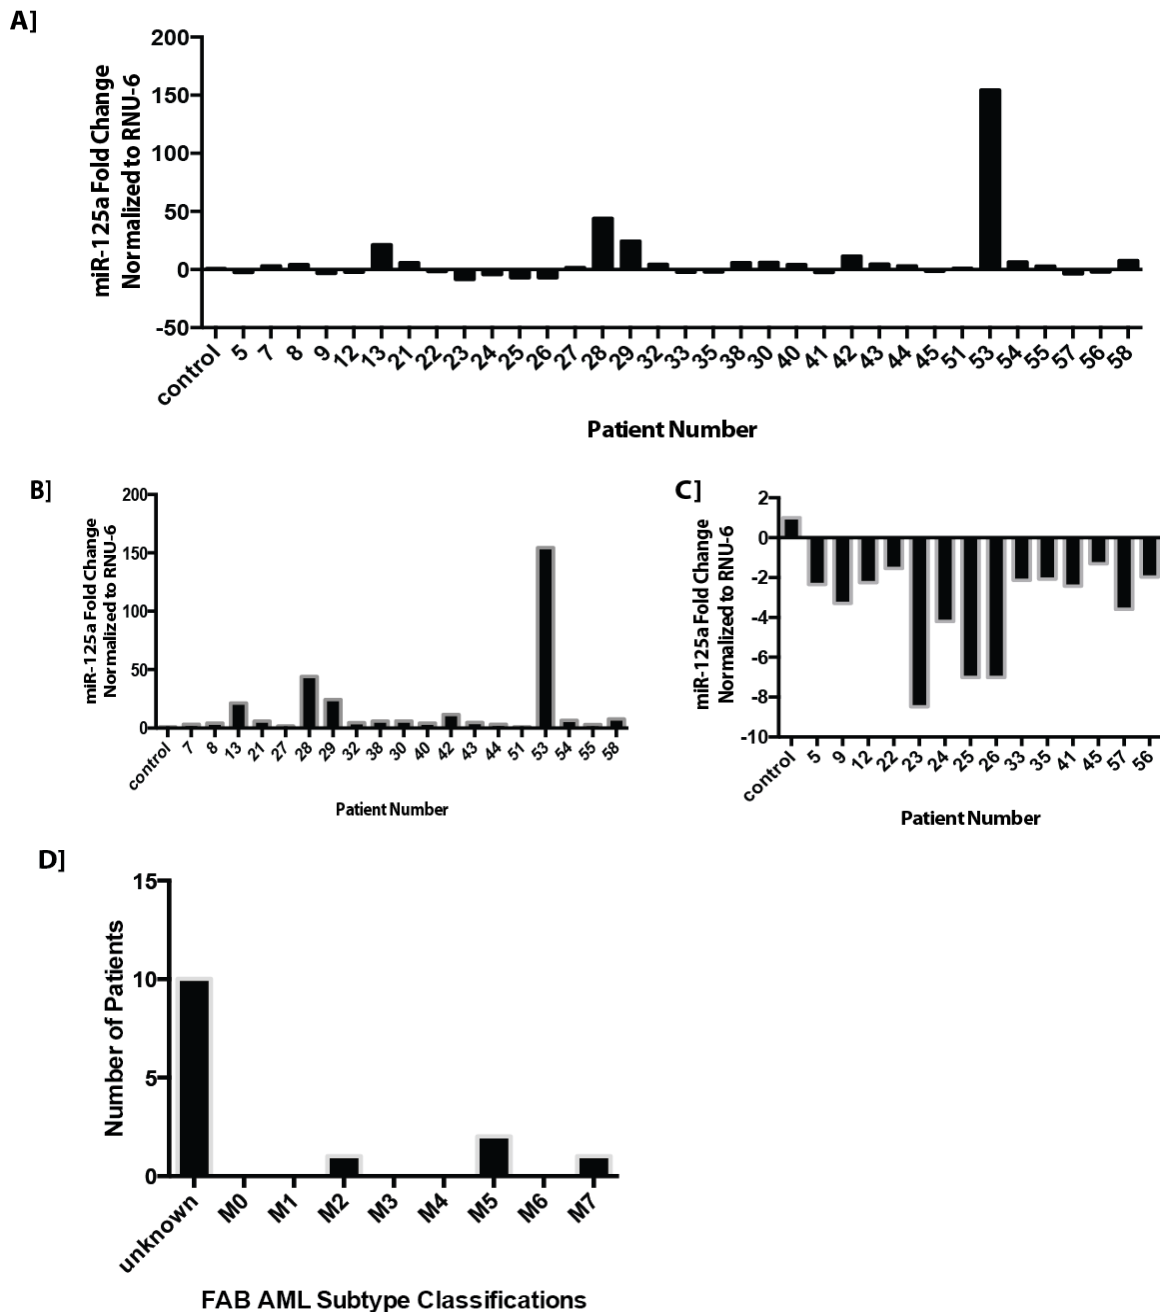 A]
miR-125a Fold Change
Normalized to RNU-6
200
150
100
50
0
-50
control 5 7 8 9 12 13 21 22 23 24 25 26 27 28 29 32 33 35 38 30 40 41 42 43 44 45 51 53 54 55 57 56 58
Patient Number
B]
miR-125a Fold Change
Normalized to RNU-6
200
150
100
50
0
control 7 8 13 21 27 28 29 32 38 30 40 42 43 44 51 53 54 55 58
Patient Number
C]
miR-125a Fold Change
Normalized to RNU-6
2
0
-2
-4
-6
-8
-10
control 5 9 12 22 23 24 25 26 33 35 41 45 57 56
Patient Number
D]
Number of Patients
15
10
5
0
unknown M0 M1 M2 M3 M4 M5 M6 M7
FAB AML Subtype Classifications